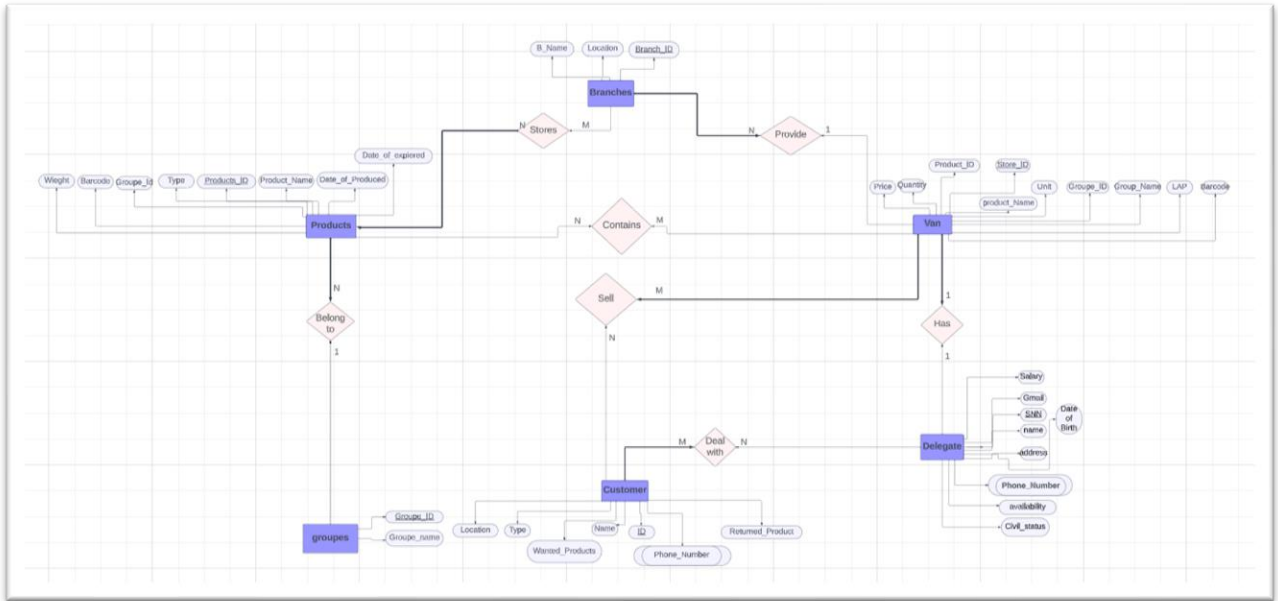 B_Name
Location
Branch_ID
Branches
N
Stores
M
N
Provide
1
Date_of_expiored
Wieght
Barcode
Groupe_Id
Type
Products_ID
Product_Name
Date_of_Produced
Product_ID
Store_ID
Price
Quantity
Unit
Groupe_ID
Group_Name
LAP
Barcode
product_Name
Products
N
Contains
M
Van
N
Sell
M
1
Belong
to
N
Has
1
1
Salary
Gmail
SNN
name
address
Date
of
Birth
M
Deal
with
N
Delegate
Phone_Number
availability
Civil_status
Customer
Groupe_ID
groupes
Groupe_name
Location
Type
Name
ID
Returned_Product
Wanted_Products
Phone_Number